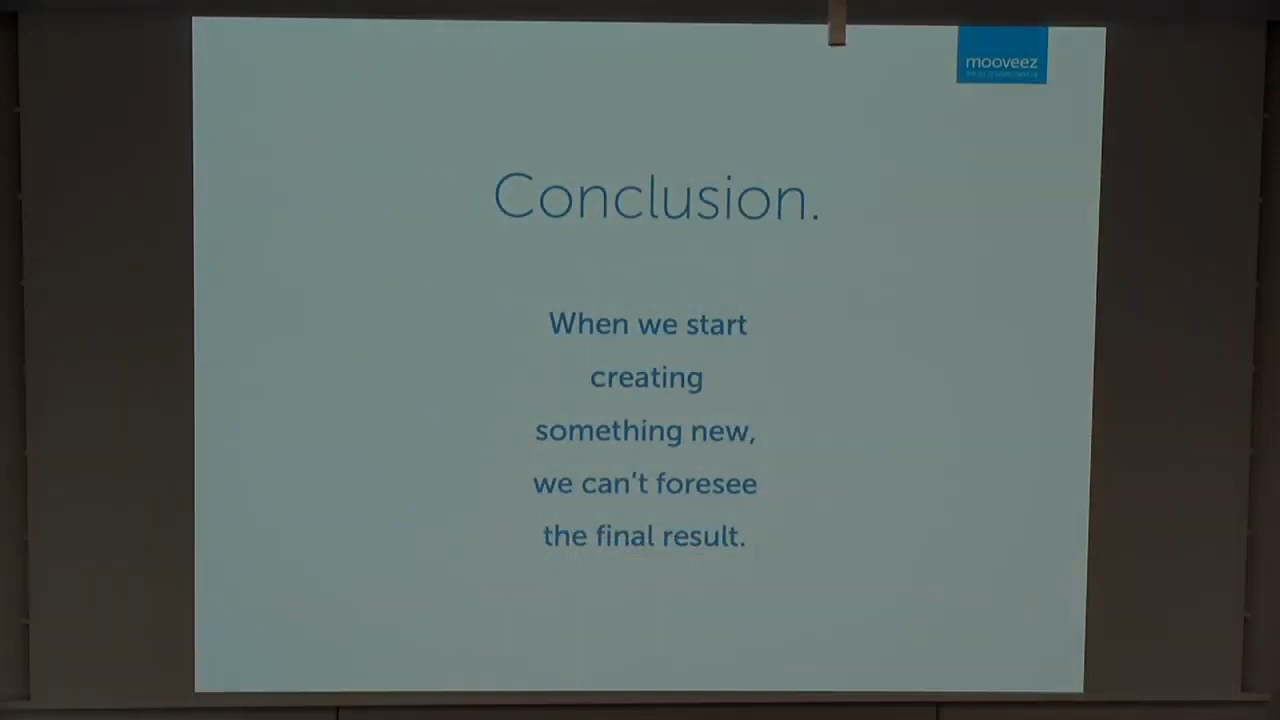 mooveez
Conclusion.
When we start
creating
something new,
we can't foresee
the final result.